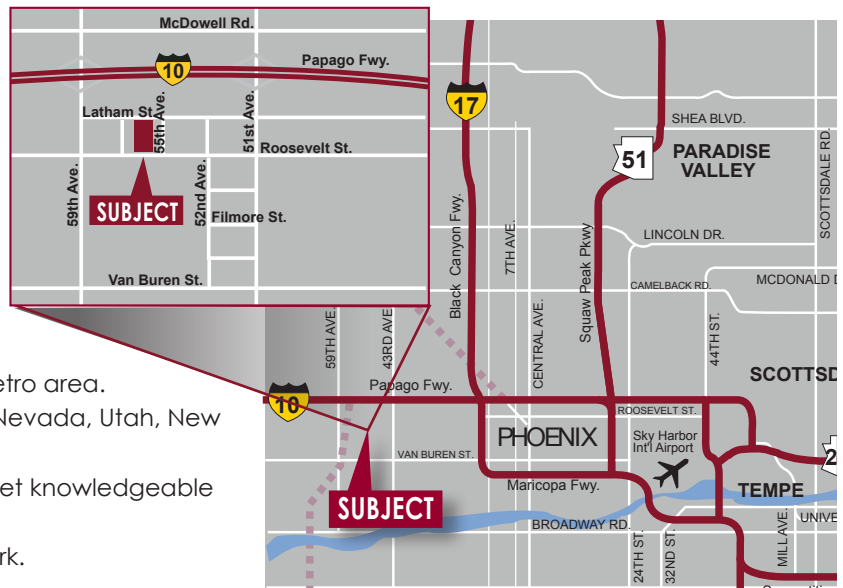 McDowell Rd.
10
Papago Fwy.
Latham St.
55th Ave.
51st Ave.
Roosevelt St.
59th Ave.
SUBJECT
52nd Ave.
Filmore St.
Van Buren St.
17
SHEA BLVD.
51
PARADISE
VALLEY
SCOTTSDALE RD.
Black Canyon Fwy.
7TH AVE.
Squaw Peak Pkwy
LINCOLN DR.
CAMELBACK RD.
MCDONALD D
59TH AVE.
43RD AVE
CENTRAL AVE.
44TH ST.
SCOTTSD
etro area.
Nevada, Utah, New
et knowledgeable
rk.
10
Papago Fwy.
ROOSEVELT ST.
PHOENIX
Sky Harbor
Int'l Airport
VAN BUREN ST.
2
Maricopa Fwy.
TEMPE
SUBJECT
BROADWAY RD.
24TH ST.
32ND ST.
MILL AVE.
UNIVE